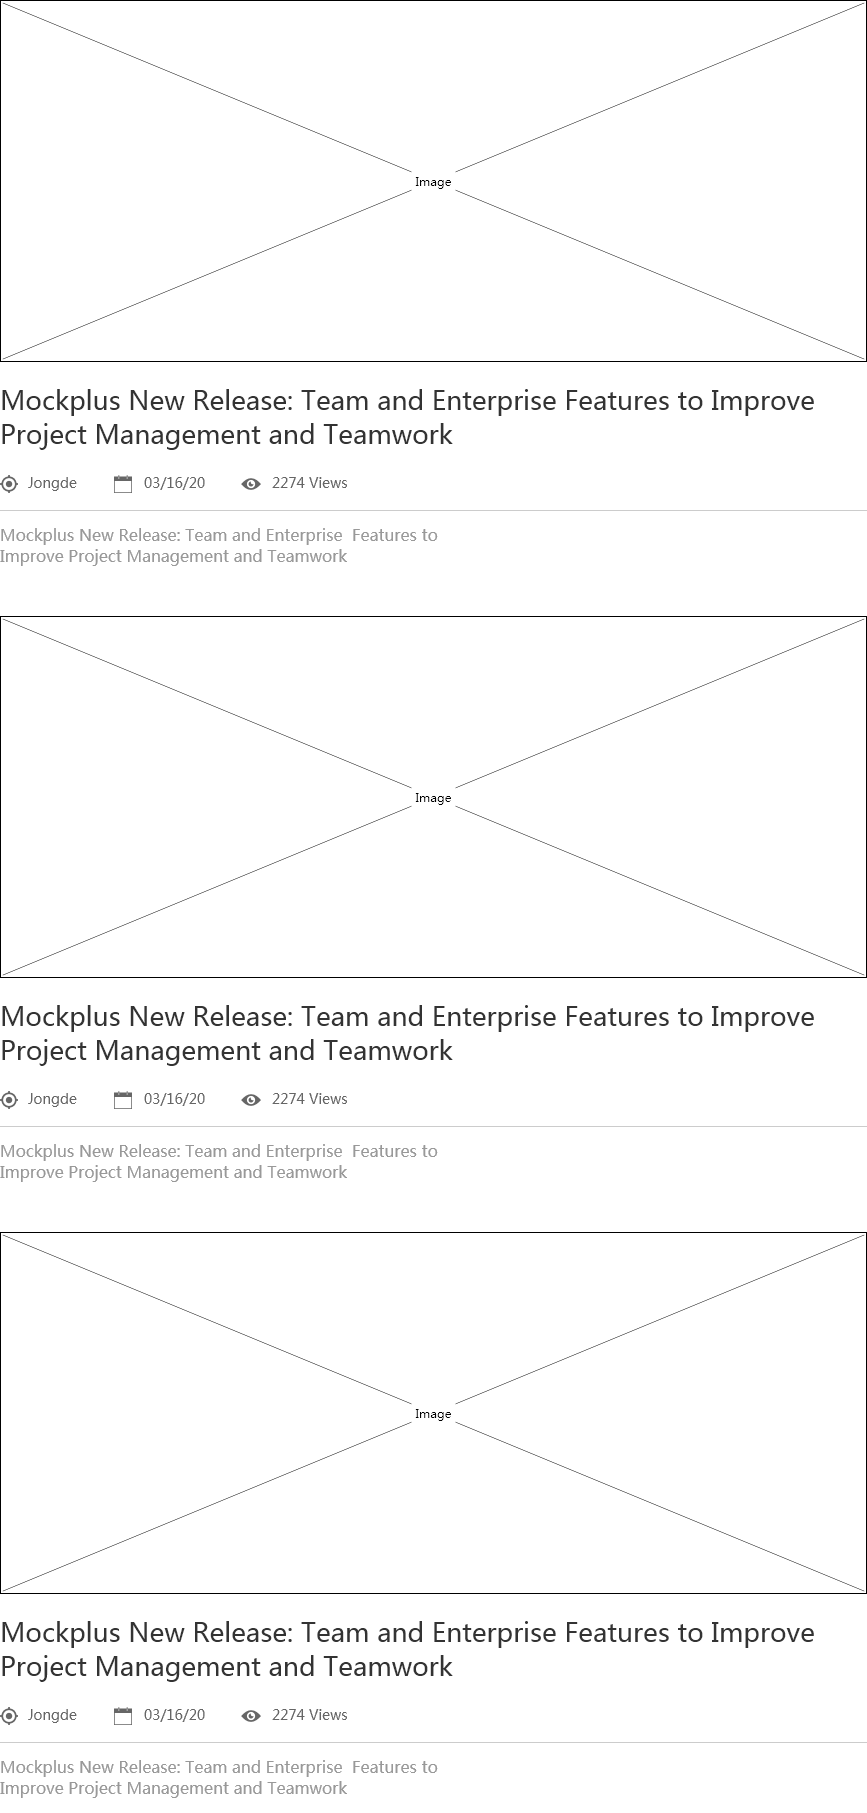 Image
Mockplus New Release: Team and Enterprise Features to Improve
Project Management and Teamwork
Jongde 03/16/20 2274 Views
Mockplus New Release: Team and Enterprise  Features to
Improve Project Management and Teamwork
Image
Mockplus New Release: Team and Enterprise Features to Improve
Project Management and Teamwork
Jongde 03/16/20 2274 Views
Mockplus New Release: Team and Enterprise  Features to
Improve Project Management and Teamwork
Image
Mockplus New Release: Team and Enterprise Features to Improve
Project Management and Teamwork
Jongde 03/16/20 2274 Views
Mockplus New Release: Team and Enterprise  Features to
Improve Project Management and Teamwork